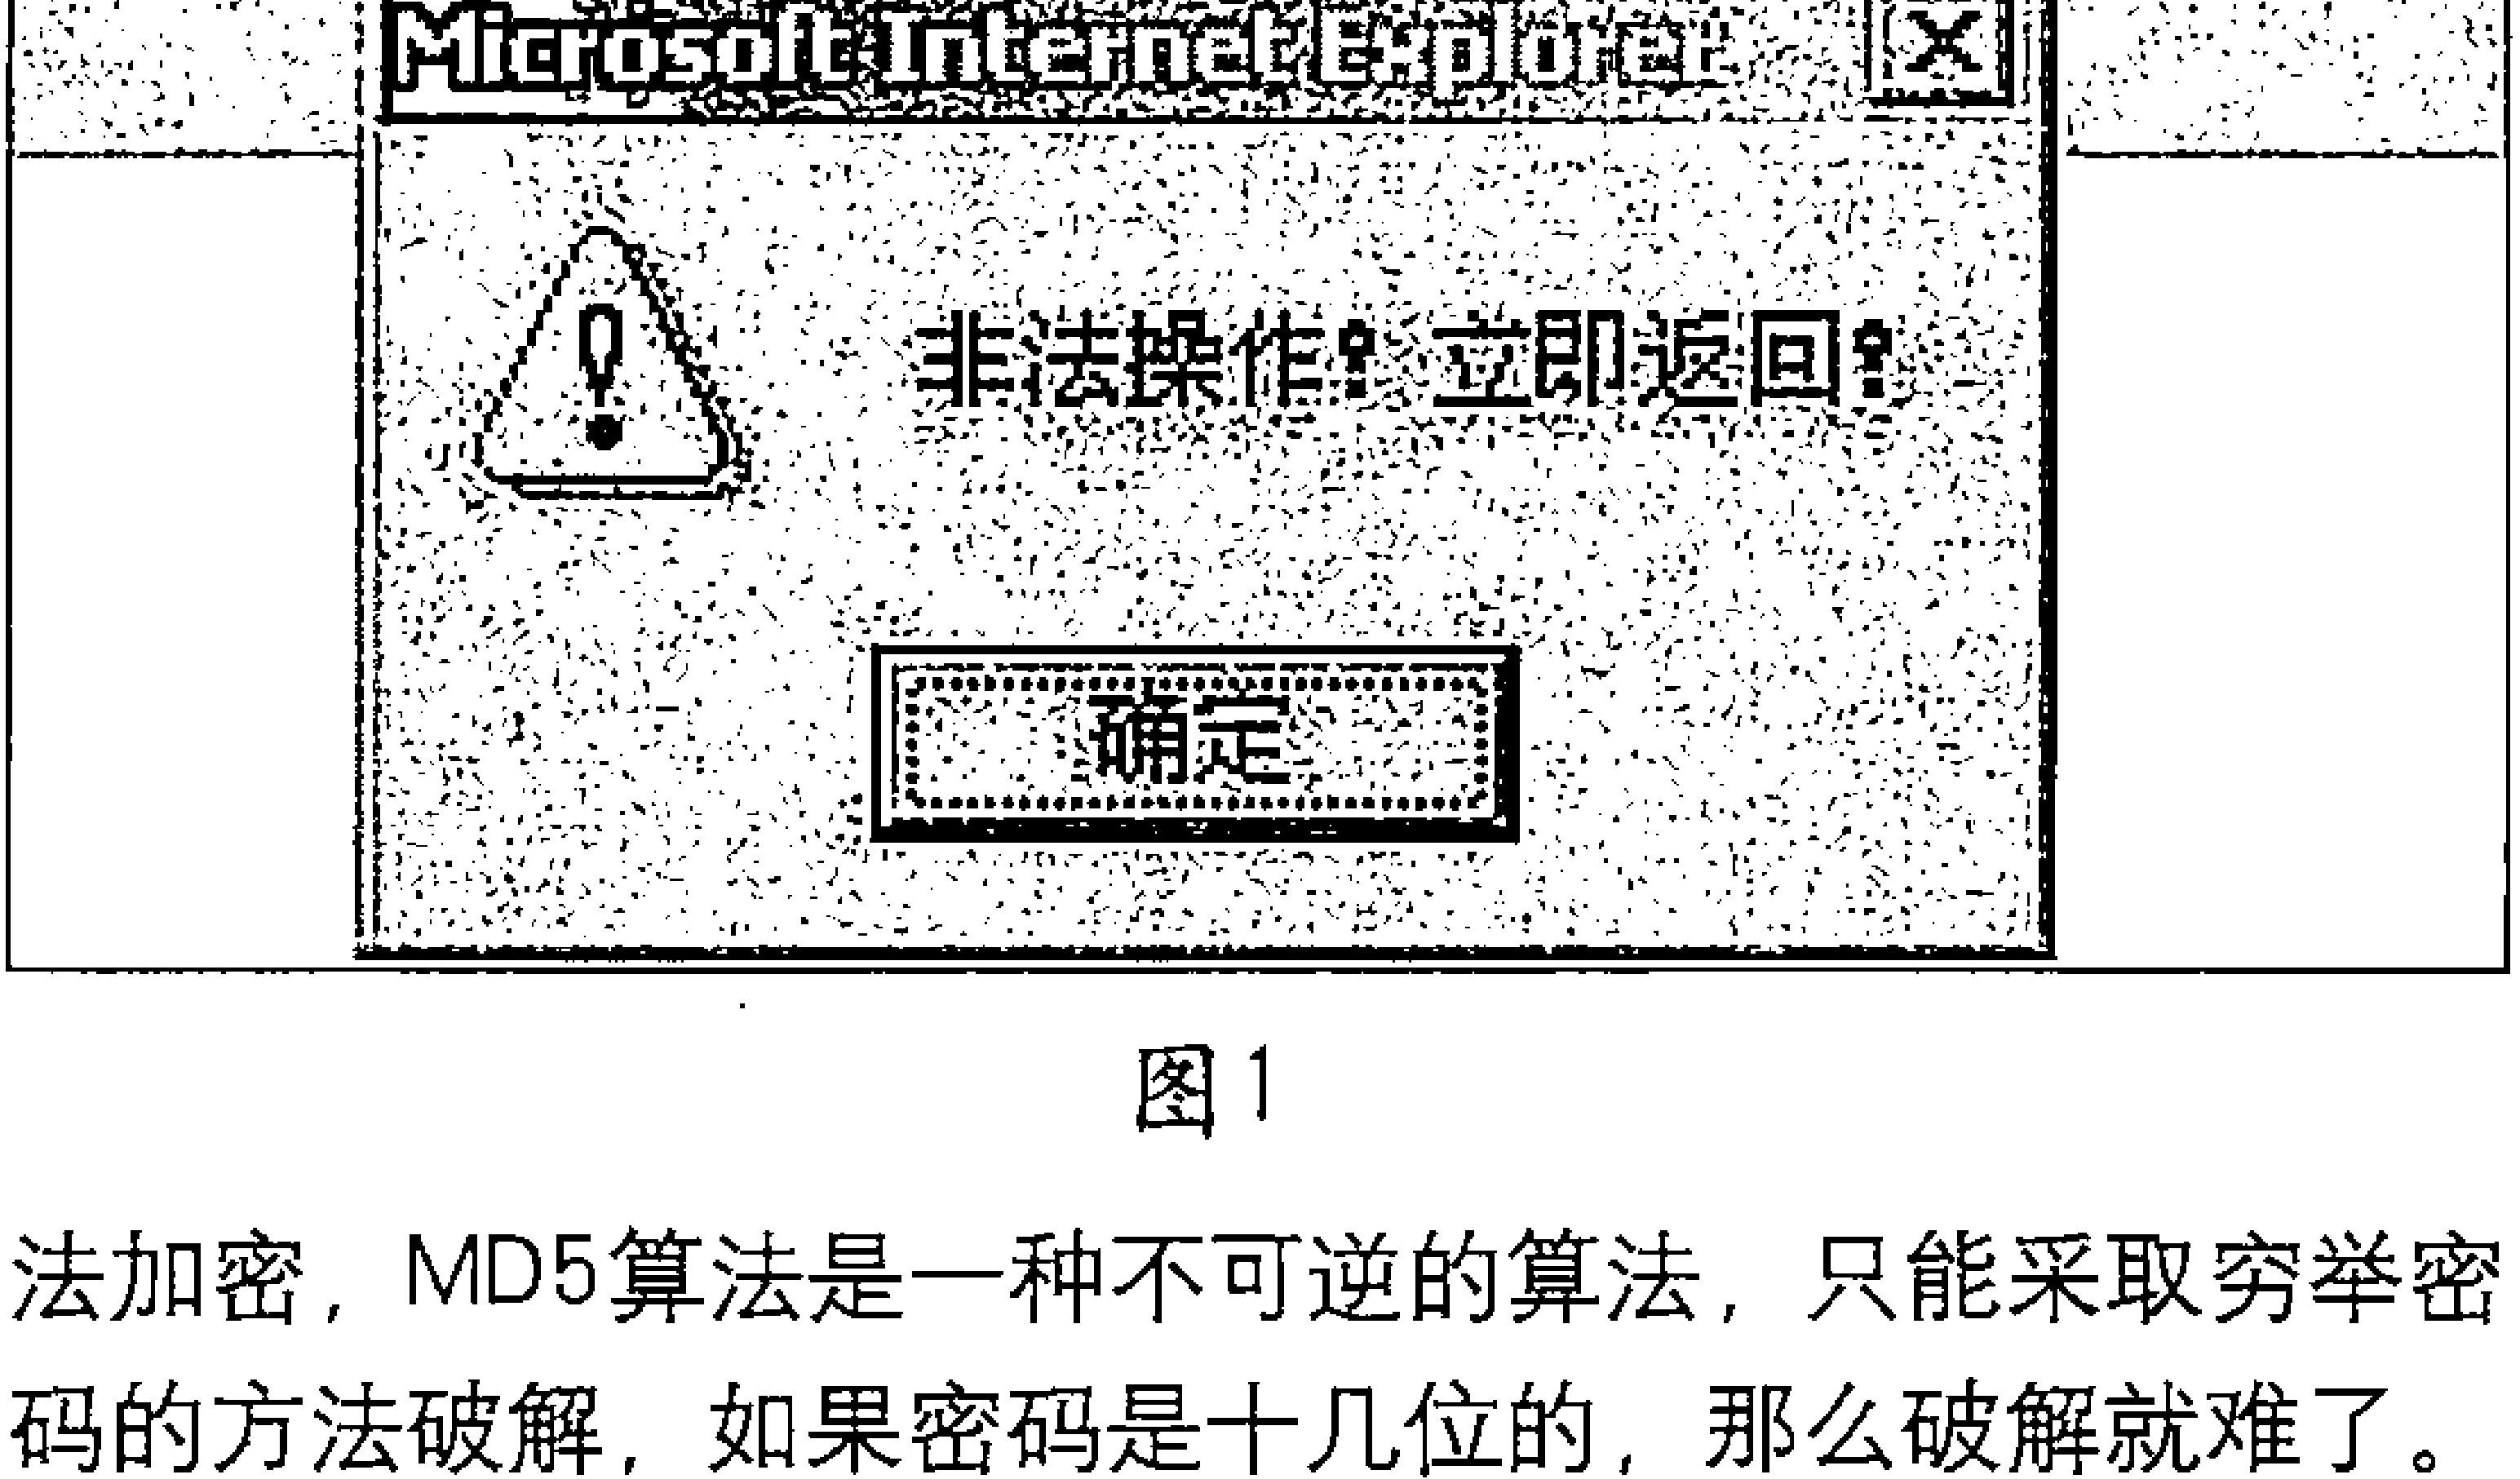 Microsoft Internet Explorer
非法操作！立即返回！
确定
图1
法加密，MD5算法是一种不可逆的算法，只能采取穷举密
码的方法破解，如果密码是十几位的，那么破解就难了。